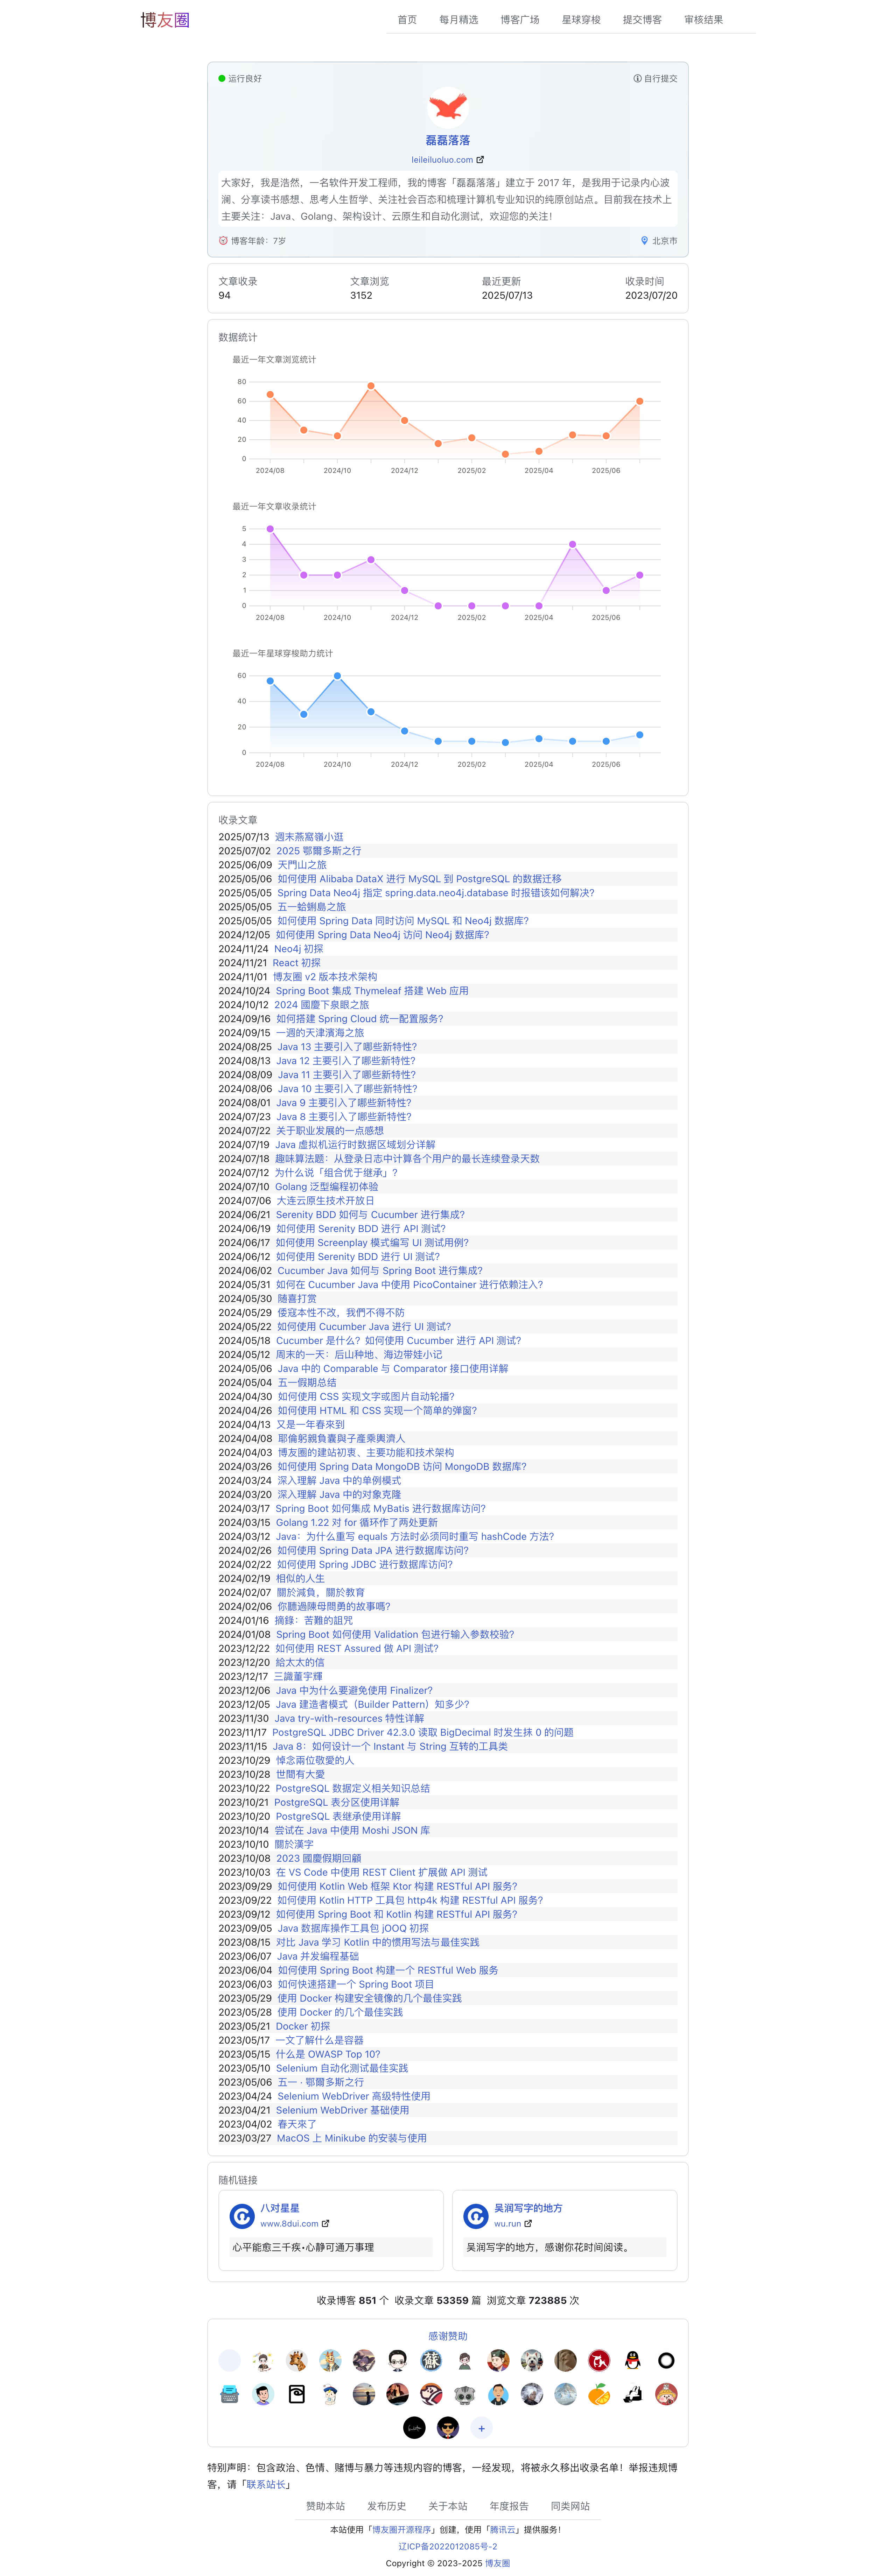 博友圈
首页 每月精选 博客广场 星球穿梭 提交博客 审核结果
运行良好 自行提交
磊磊落落
leileiluoluo.com
大家好，我是浩然，一名软件开发工程师，我的博客「磊磊落落」建立于 2017 年，是我用于记录内心波
澜、分享读书感想、思考人生哲学、关注社会百态和梳理计算机专业知识的纯原创站点。目前我在技术上
主要关注：Java、Golang、架构设计、云原生和自动化测试，欢迎您的关注！
博客年龄：7岁 北京市
文章收录 文章浏览 最近更新 收录时间
94 3152 2025/07/13 2023/07/20
数据统计
最近一年文章浏览统计
80
60
40
20
0
2024/08 2024/10 2024/12 2025/02 2025/04 2025/06
最近一年文章收录统计
5
4
3
2
1
0
2024/08 2024/10 2024/12 2025/02 2025/04 2025/06
最近一年星球穿梭助力统计
60
40
20
0
2024/08 2024/10 2024/12 2025/02 2025/04 2025/06
收录文章
2025/07/13 週末燕窩嶺小逛
2025/07/02 2025 鄂爾多斯之行
2025/06/09 天門山之旅
2025/05/06 如何使用 Alibaba DataX 进行 MySQL 到 PostgreSQL 的数据迁移
2025/05/05 Spring Data Neo4j 指定 spring.data.neo4j.database 时报错该如何解决？
2025/05/05 五一蛤蜊島之旅
2025/05/05 如何使用 Spring Data 同时访问 MySQL 和 Neo4j 数据库？
2024/12/05 如何使用 Spring Data Neo4j 访问 Neo4j 数据库？
2024/11/24 Neo4j 初探
2024/11/21 React 初探
2024/11/01 博友圈 v2 版本技术架构
2024/10/24 Spring Boot 集成 Thymeleaf 搭建 Web 应用
2024/10/12 2024 國慶下泉眼之旅
2024/09/16 如何搭建 Spring Cloud 统一配置服务？
2024/09/15 一週的天津濱海之旅
2024/08/25 Java 13 主要引入了哪些新特性？
2024/08/13 Java 12 主要引入了哪些新特性？
2024/08/09 Java 11 主要引入了哪些新特性？
2024/08/06 Java 10 主要引入了哪些新特性？
2024/08/01 Java 9 主要引入了哪些新特性？
2024/07/23 Java 8 主要引入了哪些新特性？
2024/07/22 关于职业发展的一点感想
2024/07/19 Java 虚拟机运行时数据区域划分详解
2024/07/18 趣味算法题：从登录日志中计算各个用户的最长连续登录天数
2024/07/12 为什么说「组合优于继承」？
2024/07/10 Golang 泛型编程初体验
2024/07/06 大连云原生技术开放日
2024/06/21 Serenity BDD 如何与 Cucumber 进行集成？
2024/06/19 如何使用 Serenity BDD 进行 API 测试？
2024/06/17 如何使用 Screenplay 模式编写 UI 测试用例？
2024/06/12 如何使用 Serenity BDD 进行 UI 测试？
2024/06/02 Cucumber Java 如何与 Spring Boot 进行集成？
2024/05/31 如何在 Cucumber Java 中使用 PicoContainer 进行依赖注入？
2024/05/30 随喜打赏
2024/05/29 倭寇本性不改，我們不得不防
2024/05/22 如何使用 Cucumber Java 进行 UI 测试？
2024/05/18 Cucumber 是什么？如何使用 Cucumber 进行 API 测试？
2024/05/12 周末的一天：后山种地、海边带娃小记
2024/05/06 Java 中的 Comparable 与 Comparator 接口使用详解
2024/05/04 五一假期总结
2024/04/30 如何使用 CSS 实现文字或图片自动轮播？
2024/04/26 如何使用 HTML 和 CSS 实现一个简单的弹窗？
2024/04/13 又是一年春來到
2024/04/08 耶倫躬親負囊與子產乘輿濟人
2024/04/03 博友圈的建站初衷、主要功能和技术架构
2024/03/26 如何使用 Spring Data MongoDB 访问 MongoDB 数据库？
2024/03/24 深入理解 Java 中的单例模式
2024/03/20 深入理解 Java 中的对象克隆
2024/03/17 Spring Boot 如何集成 MyBatis 进行数据库访问？
2024/03/15 Golang 1.22 对 for 循环作了两处更新
2024/03/12 Java：为什么重写 equals 方法时必须同时重写 hashCode 方法？
2024/02/26 如何使用 Spring Data JPA 进行数据库访问？
2024/02/22 如何使用 Spring JDBC 进行数据库访问？
2024/02/19 相似的人生
2024/02/07 關於減負，關於教育
2024/02/06 你聽過陳母問勇的故事嗎？
2024/01/16 摘錄：苦難的詛咒
2024/01/08 Spring Boot 如何使用 Validation 包进行输入参数校验？
2023/12/22 如何使用 REST Assured 做 API 测试？
2023/12/20 給太太的信
2023/12/17 三識董宇輝
2023/12/06 Java 中为什么要避免使用 Finalizer？
2023/12/05 Java 建造者模式（Builder Pattern）知多少？
2023/11/30 Java try-with-resources 特性详解
2023/11/17 PostgreSQL JDBC Driver 42.3.0 读取 BigDecimal 时发生抹 0 的问题
2023/11/15 Java 8：如何设计一个 Instant 与 String 互转的工具类
2023/10/29 悼念兩位敬愛的人
2023/10/28 世間有大愛
2023/10/22 PostgreSQL 数据定义相关知识总结
2023/10/21 PostgreSQL 表分区使用详解
2023/10/20 PostgreSQL 表继承使用详解
2023/10/14 尝试在 Java 中使用 Moshi JSON 库
2023/10/10 關於漢字
2023/10/08 2023 國慶假期回顧
2023/10/03 在 VS Code 中使用 REST Client 扩展做 API 测试
2023/09/29 如何使用 Kotlin Web 框架 Ktor 构建 RESTful API 服务？
2023/09/22 如何使用 Kotlin HTTP 工具包 http4k 构建 RESTful API 服务？
2023/09/12 如何使用 Spring Boot 和 Kotlin 构建 RESTful API 服务？
2023/09/05 Java 数据库操作工具包 jOOQ 初探
2023/08/15 对比 Java 学习 Kotlin 中的惯用写法与最佳实践
2023/06/07 Java 并发编程基础
2023/06/04 如何使用 Spring Boot 构建一个 RESTful Web 服务
2023/06/03 如何快速搭建一个 Spring Boot 项目
2023/05/29 使用 Docker 构建安全镜像的几个最佳实践
2023/05/28 使用 Docker 的几个最佳实践
2023/05/21 Docker 初探
2023/05/17 一文了解什么是容器
2023/05/15 什么是 OWASP Top 10？
2023/05/10 Selenium 自动化测试最佳实践
2023/05/06 五一 · 鄂爾多斯之行
2023/04/24 Selenium WebDriver 高级特性使用
2023/04/21 Selenium WebDriver 基础使用
2023/04/02 春天來了
2023/03/27 MacOS 上 Minikube 的安装与使用
随机链接
八对星星 吴润写字的地方
www.8dui.com wu.run
心平能愈三千疾•心静可通万事理 吴润写字的地方，感谢你花时间阅读。
收录博客 851 个 收录文章 53359 篇 浏览文章 723885 次
感谢赞助
蘇
+
特别声明：包含政治、色情、赌博与暴力等违规内容的博客，一经发现，将被永久移出收录名单！举报违规博
客，请「联系站长」
赞助本站 发布历史 关于本站 年度报告 同类网站
本站使用「博友圈开源程序」创建，使用「腾讯云」提供服务！
辽ICP备2022012085号-2
Copyright © 2023-2025 博友圈